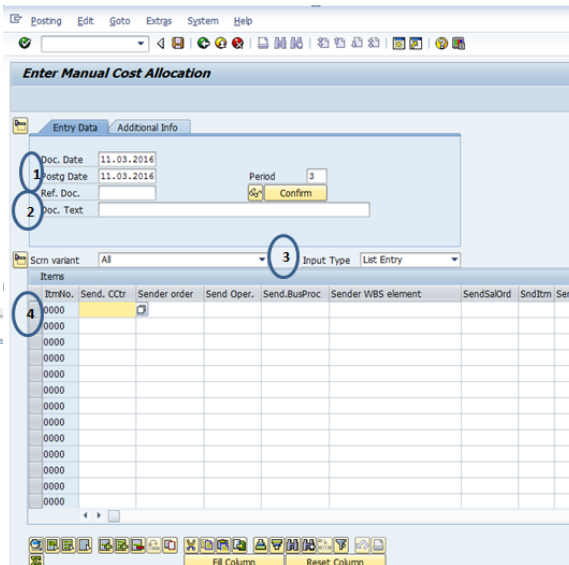 Posting Edit Goto Extras System Help
Enter Manual Cost Allocation
Entry Data Additional Info
Doc. Date 11.03.2016
1 Postg Date 11.03.2016 Period 3
Ref. Doc. Confirm
2 Doc. Text
Scrn variant All 3 Input Type List Entry
Items
ItmNo. Send. CCtr Sender order Send Oper. Send.BusProc Sender WBS element SendSalOrd SndItm Ser
4 0000
0000
0000
0000
0000
0000
0000
0000
0000
0000
0000
0000
0000
Fill Column Reset Column